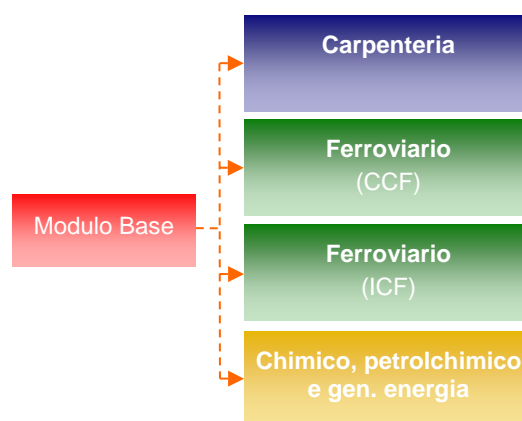 Carpenteria
Ferroviario
(CCF)
Modulo Base
Ferroviario
(ICF)
Chimico, petrolchimico
e gen. energia